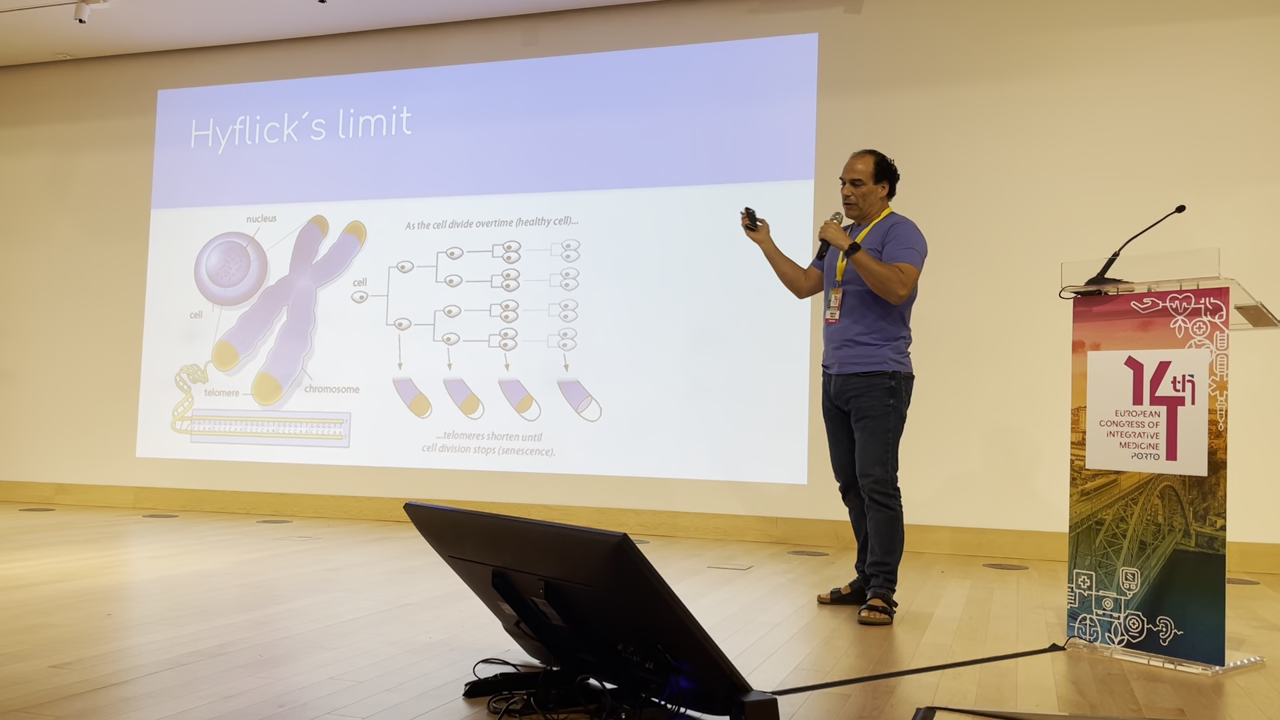 Hyflick´s limit
nucleus
cell
telomere
chromosome
As the cell divide overtime (healthy cell)...
cell
...telomeres shorten until
cell division stops (senescence).
14th
EUROPEAN
CONGRESS OF
INTEGRATIVE
MEDICINE
PORTO